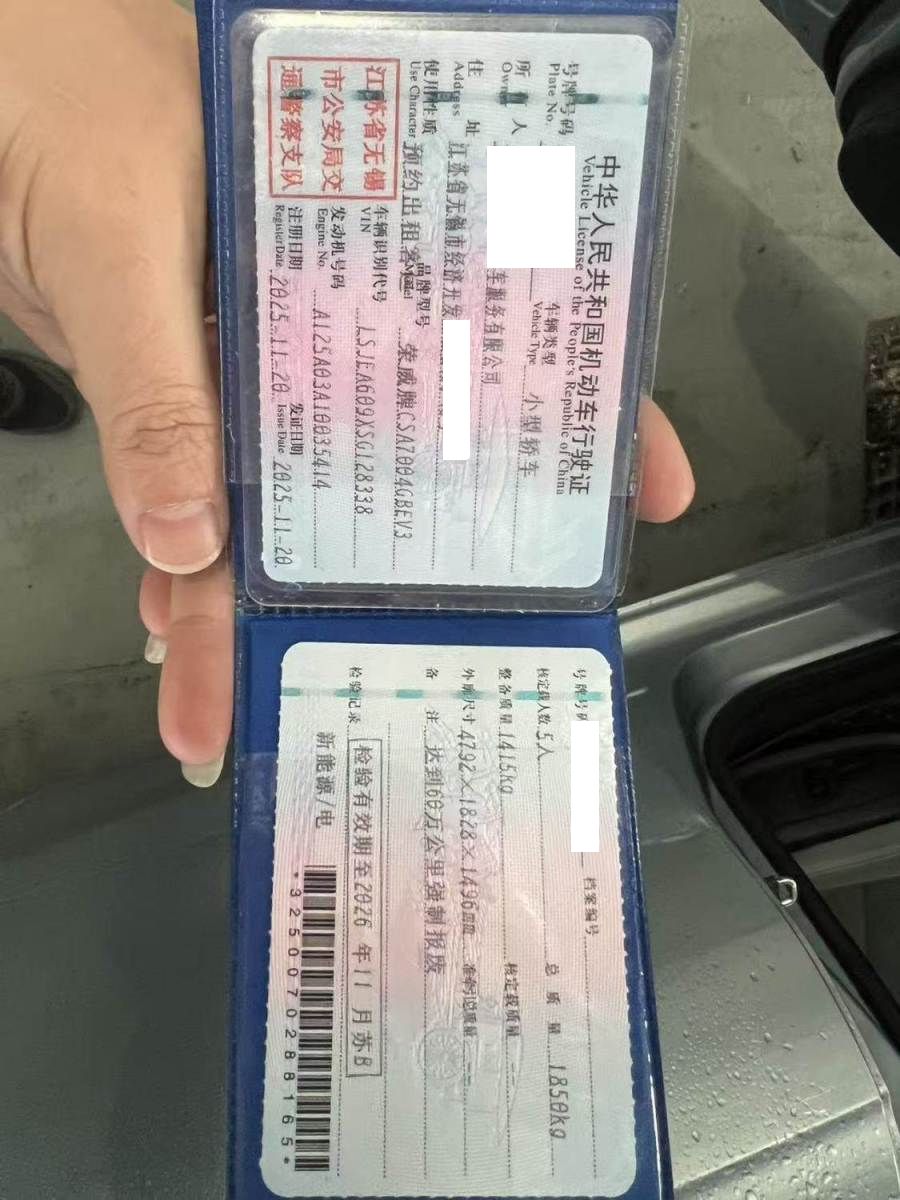 中华人民共和国机动车行驶证
Vehicle License of the People's Republic of China
号牌号码
Plate No.
车辆类型 小型轿车
Vehicle Type
所有人 车服务有限公司
Owner
住址 江苏省无锡市经济开发
Address
使用性质 预约出租客运
Use Character
品牌型号 荣威牌CSA7004GBEV3
Model
江苏省无锡市公安局交通警察支队
车辆识别代号 LSJEA609XSG128338
VIN
发动机号码 A125A03A10035414
Engine No.
注册日期 2025-11-20
Register Date
发证日期 2025-11-20
Issue Date
号牌号码
档案编号
核定载人数 5人
总质量 1850kg
整备质量 1415kg
核定载质量 --
外廓尺寸 4792×1828×1496mm
准牵引总质量 --
备注 达到60万公里强制报废
检验记录 检验有效期至2026年11月苏B
新能源/电
*3250070288165*